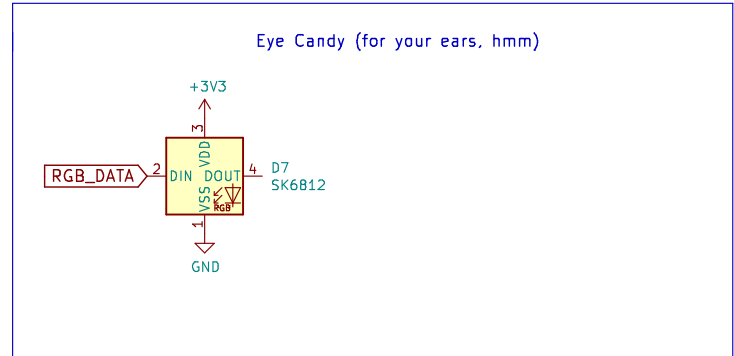 Eye Candy (for your ears, hmm)
+3V3
3
VDD
RGB_DATA
2
DIN
DOUT
4
D7
SK6812
VSS
RGB
1
GND